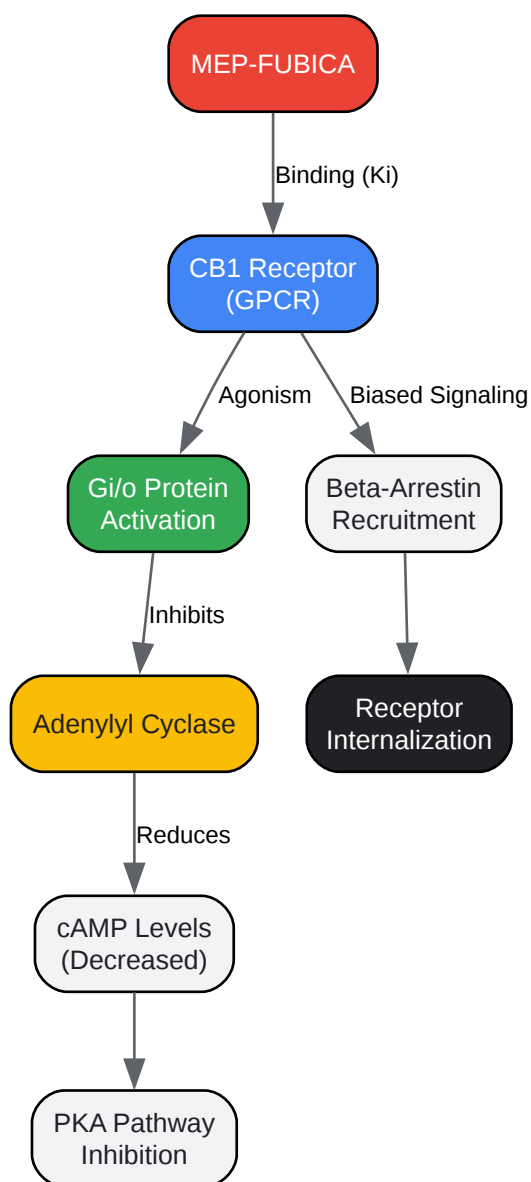 MEP-FUBICA
Binding (Ki)
CB1 Receptor
(GPCR)
Agonism
Biased Signaling
Gi/o Protein
Activation
Beta-Arrestin
Recruitment
Inhibits
Adenylyl Cyclase
Receptor
Internalization
Reduces
cAMP Levels
(Decreased)
PKA Pathway
Inhibition